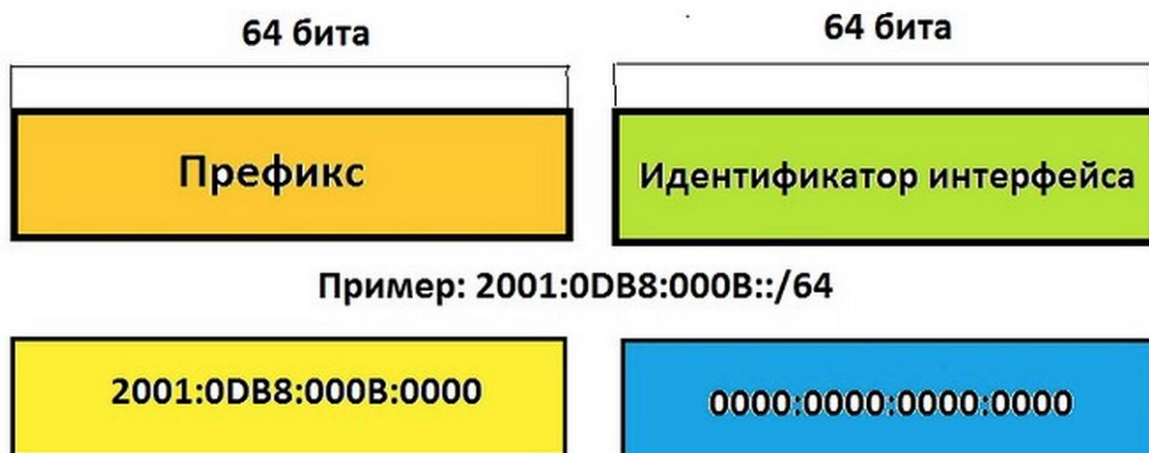 64 бита
64 бита
Префикс
Идентификатор интерфейса
Пример: 2001:0DB8:000B::/64
2001:0DB8:000B:0000
0000:0000:0000:0000